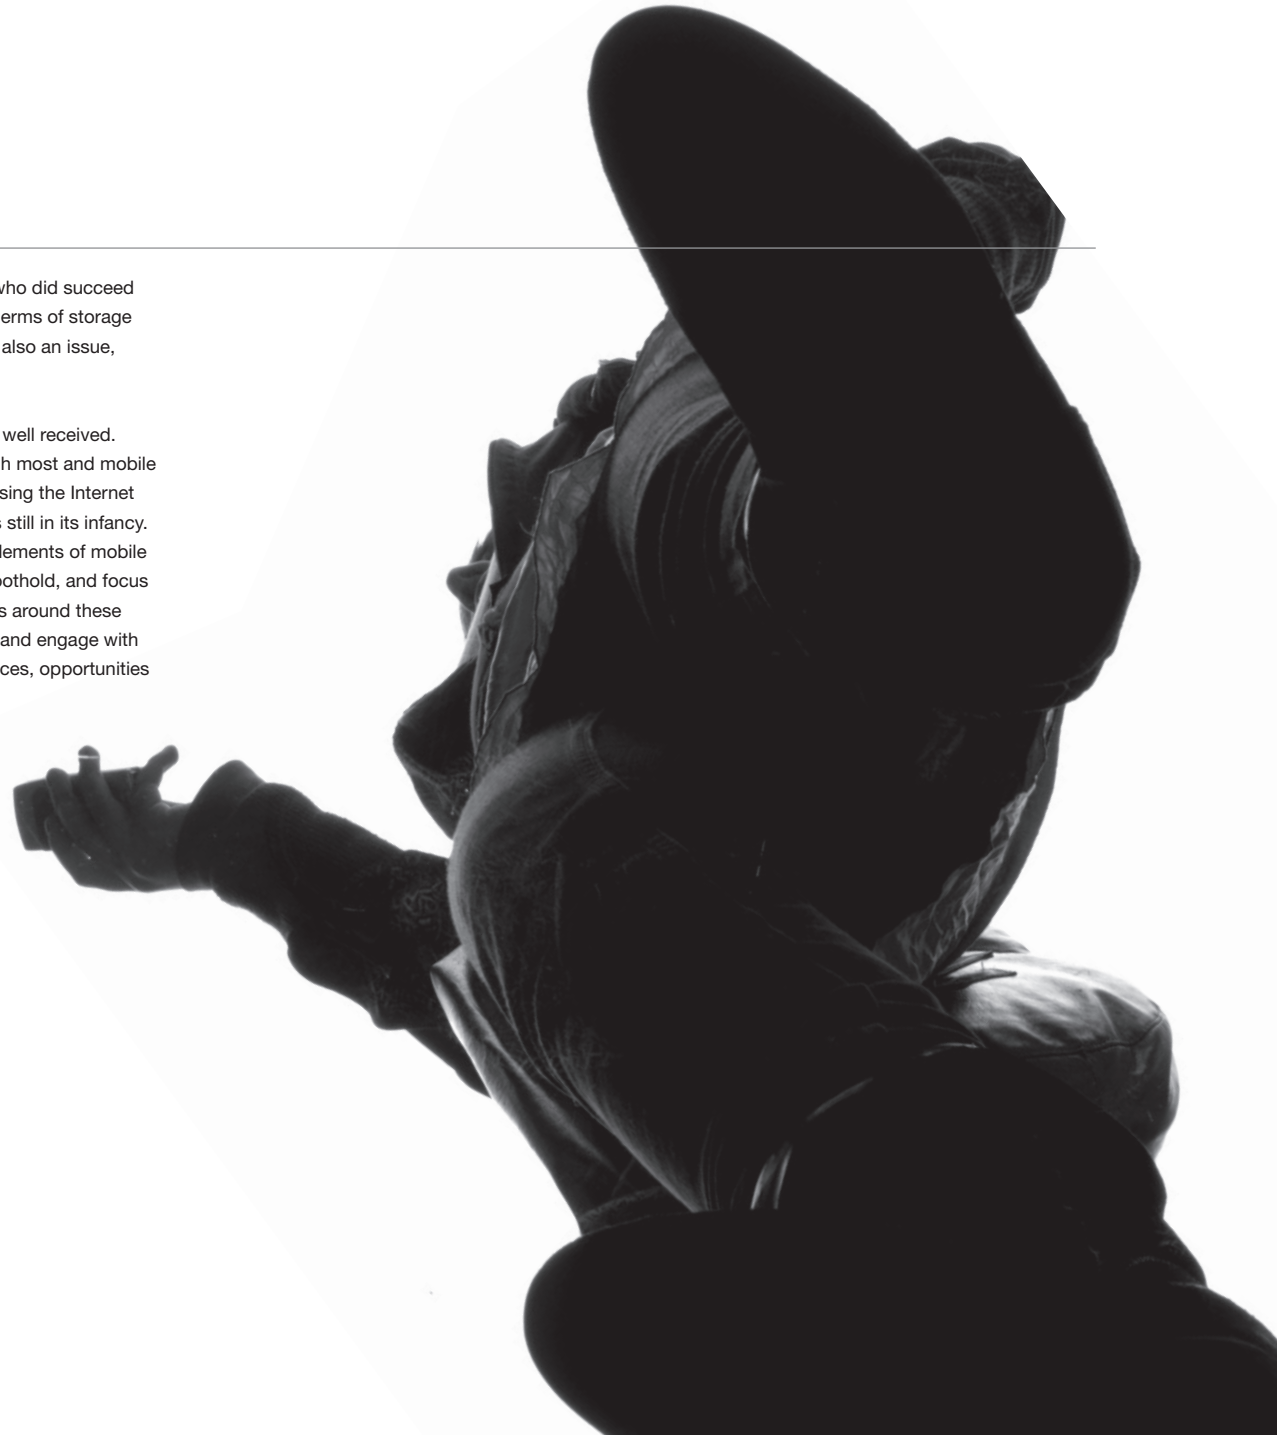 who did succeed
erms of storage
also an issue,
well received.
h most and mobile
sing the Internet
s still in its infancy.
lements of mobile
oothold, and focus
s around these
and engage with
ces, opportunities